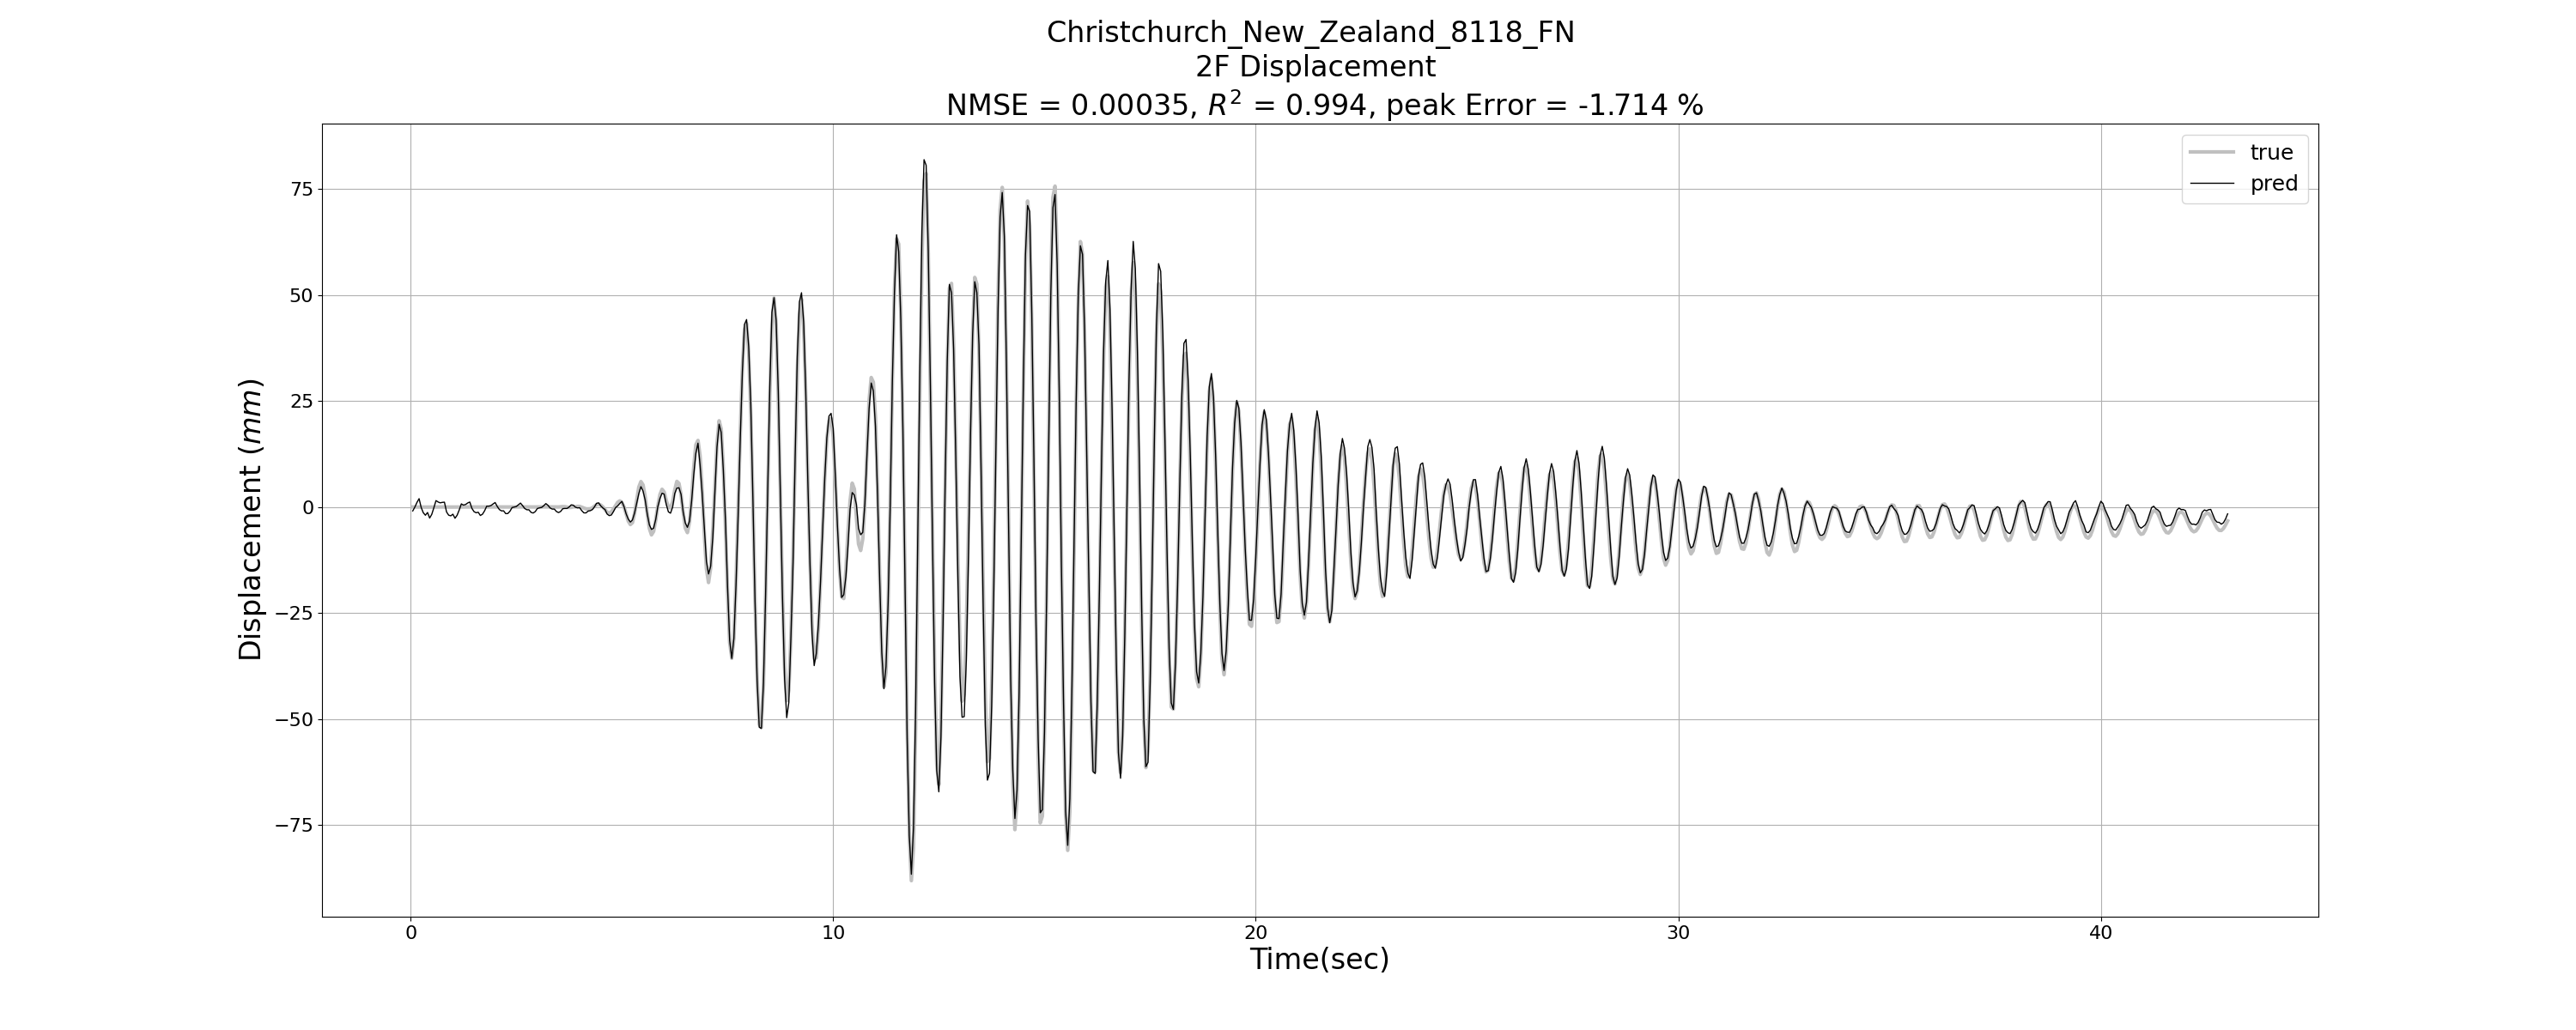 Christchurch_New_Zealand_8118_FN
2F Displacement
NMSE = 0.00035, R² = 0.994, peak Error = -1.714 %
true
pred
75
50
25
0
−25
−50
−75
Displacement (mm)
0 10 20 30 40
Time(sec)